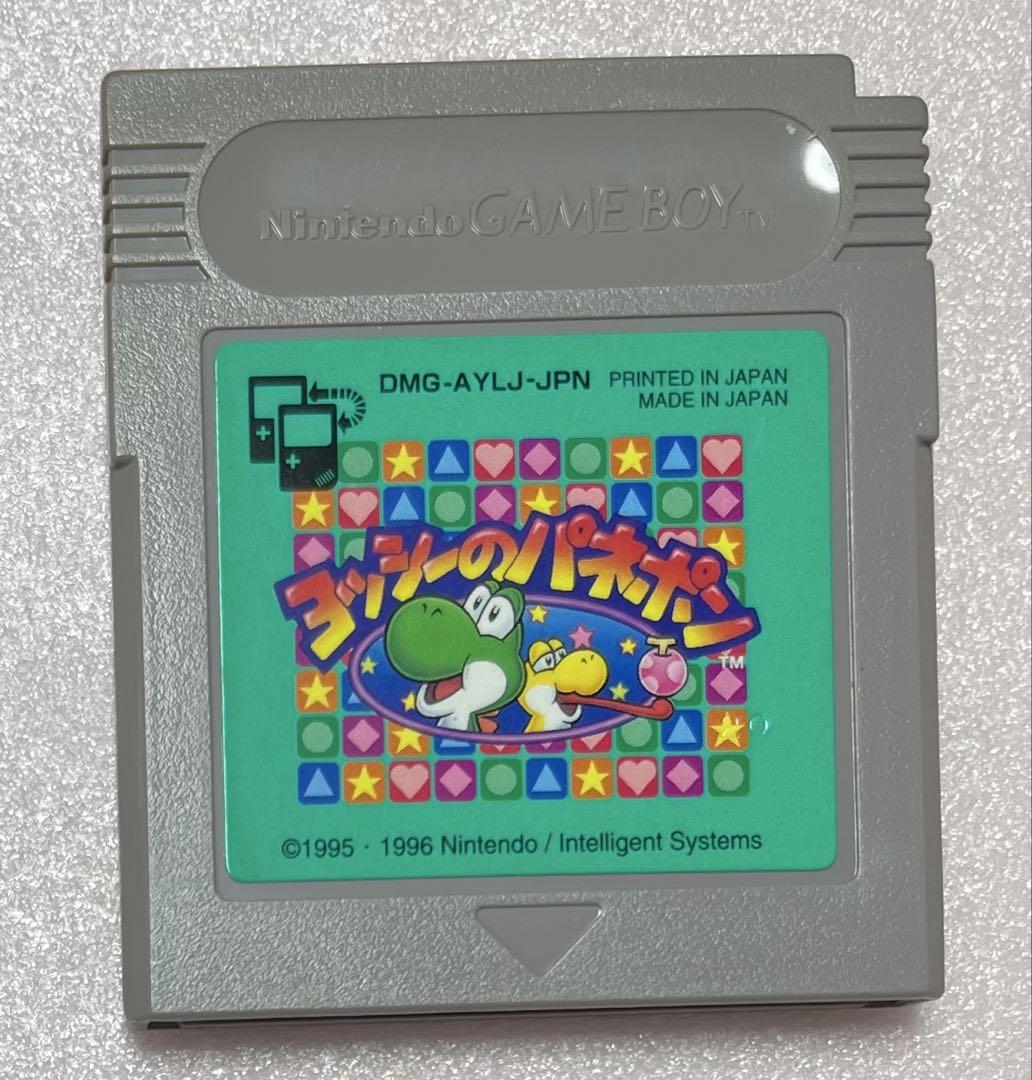 Nintendo GAME BOY TM
DMG-AYLJ-JPN
PRINTED IN JAPAN
MADE IN JAPAN
ヨッシーのパネポン
TM
©1995・1996 Nintendo / Intelligent Systems